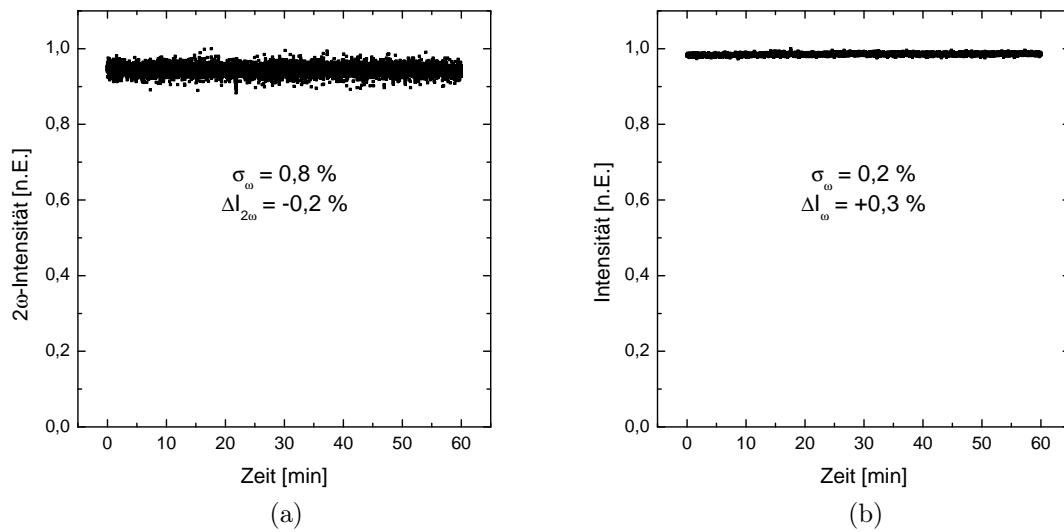 1,0
0,8
0,6
0,4
0,2
0,0
2ω-Intensität [n.E.]
σω = 0,8 %
ΔI2ω = -0,2 %
0 10 20 30 40 50 60
Zeit [min]
(a)
1,0
0,8
0,6
0,4
0,2
0,0
Intensität [n.E.]
σω = 0,2 %
ΔIω = +0,3 %
0 10 20 30 40 50 60
Zeit [min]
(b)